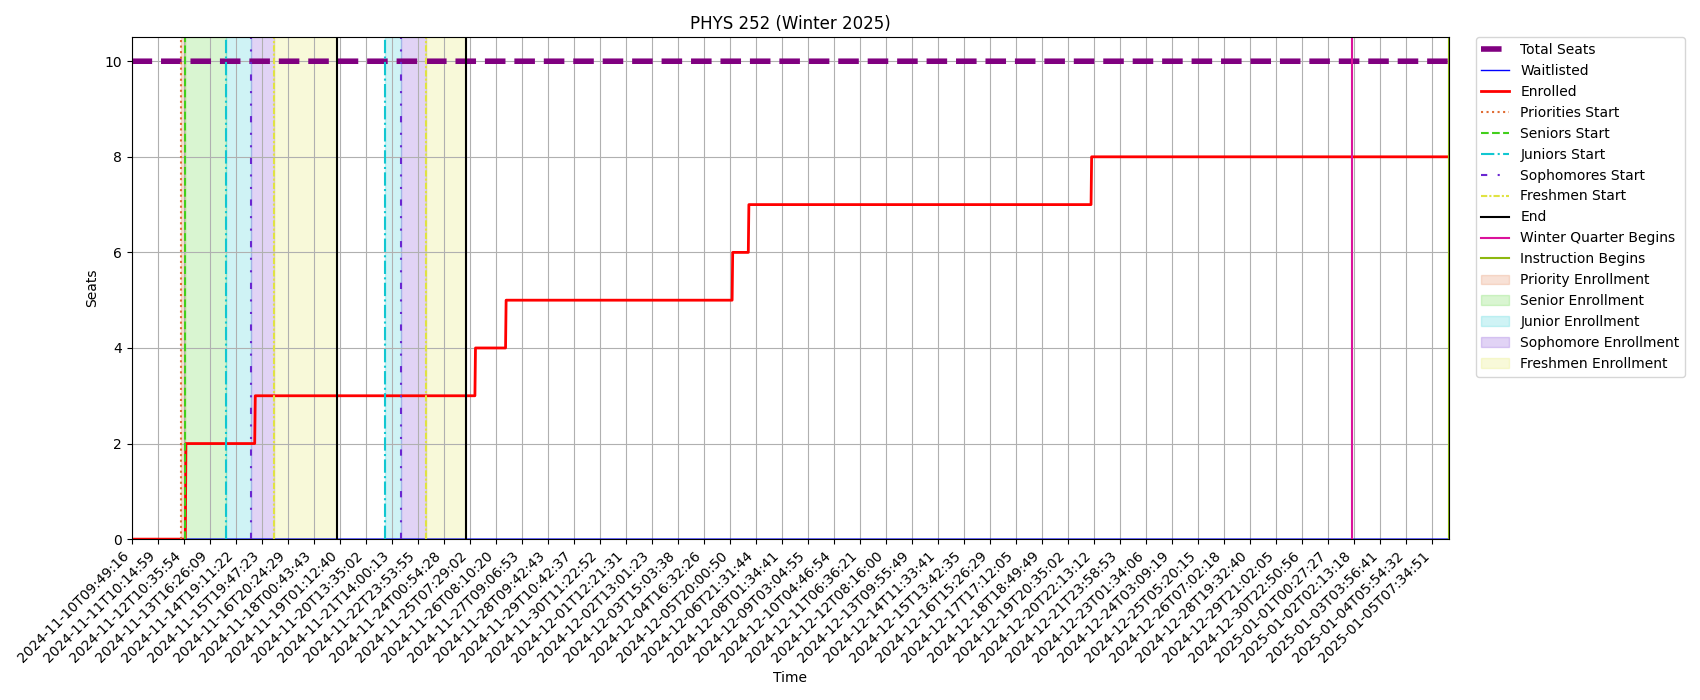 PHYS 252 (Winter 2025)
Seats
10
8
6
4
2
0
2024-11-10T09:49:16
2024-11-11T10:14:59
2024-11-12T10:35:54
2024-11-13T16:26:09
2024-11-14T19:11:22
2024-11-15T19:47:23
2024-11-16T20:24:29
2024-11-18T00:43:43
2024-11-19T01:12:40
2024-11-20T13:35:02
2024-11-21T14:00:13
2024-11-22T23:53:55
2024-11-24T00:54:28
2024-11-25T07:29:02
2024-11-26T08:10:20
2024-11-27T09:06:53
2024-11-28T09:42:43
2024-11-29T10:42:37
2024-11-30T11:22:52
2024-12-01T12:21:31
2024-12-02T13:01:23
2024-12-03T15:03:38
2024-12-04T16:32:26
2024-12-05T20:00:50
2024-12-06T21:31:44
2024-12-08T01:34:41
2024-12-09T03:04:55
2024-12-10T04:46:54
2024-12-11T06:36:21
2024-12-12T08:16:00
2024-12-13T09:55:49
2024-12-14T11:33:41
2024-12-15T13:42:35
2024-12-16T15:26:29
2024-12-17T17:12:05
2024-12-18T18:49:49
2024-12-19T20:35:02
2024-12-20T22:13:12
2024-12-21T23:58:53
2024-12-23T01:34:06
2024-12-24T03:09:19
2024-12-25T05:20:15
2024-12-26T07:02:18
2024-12-28T19:32:40
2024-12-29T21:02:05
2024-12-30T22:50:56
2025-01-01T00:27:27
2025-01-02T02:13:18
2025-01-03T03:56:41
2025-01-04T05:54:32
2025-01-05T07:34:51
Time
Total Seats
Waitlisted
Enrolled
Priorities Start
Seniors Start
Juniors Start
Sophomores Start
Freshmen Start
End
Winter Quarter Begins
Instruction Begins
Priority Enrollment
Senior Enrollment
Junior Enrollment
Sophomore Enrollment
Freshmen Enrollment